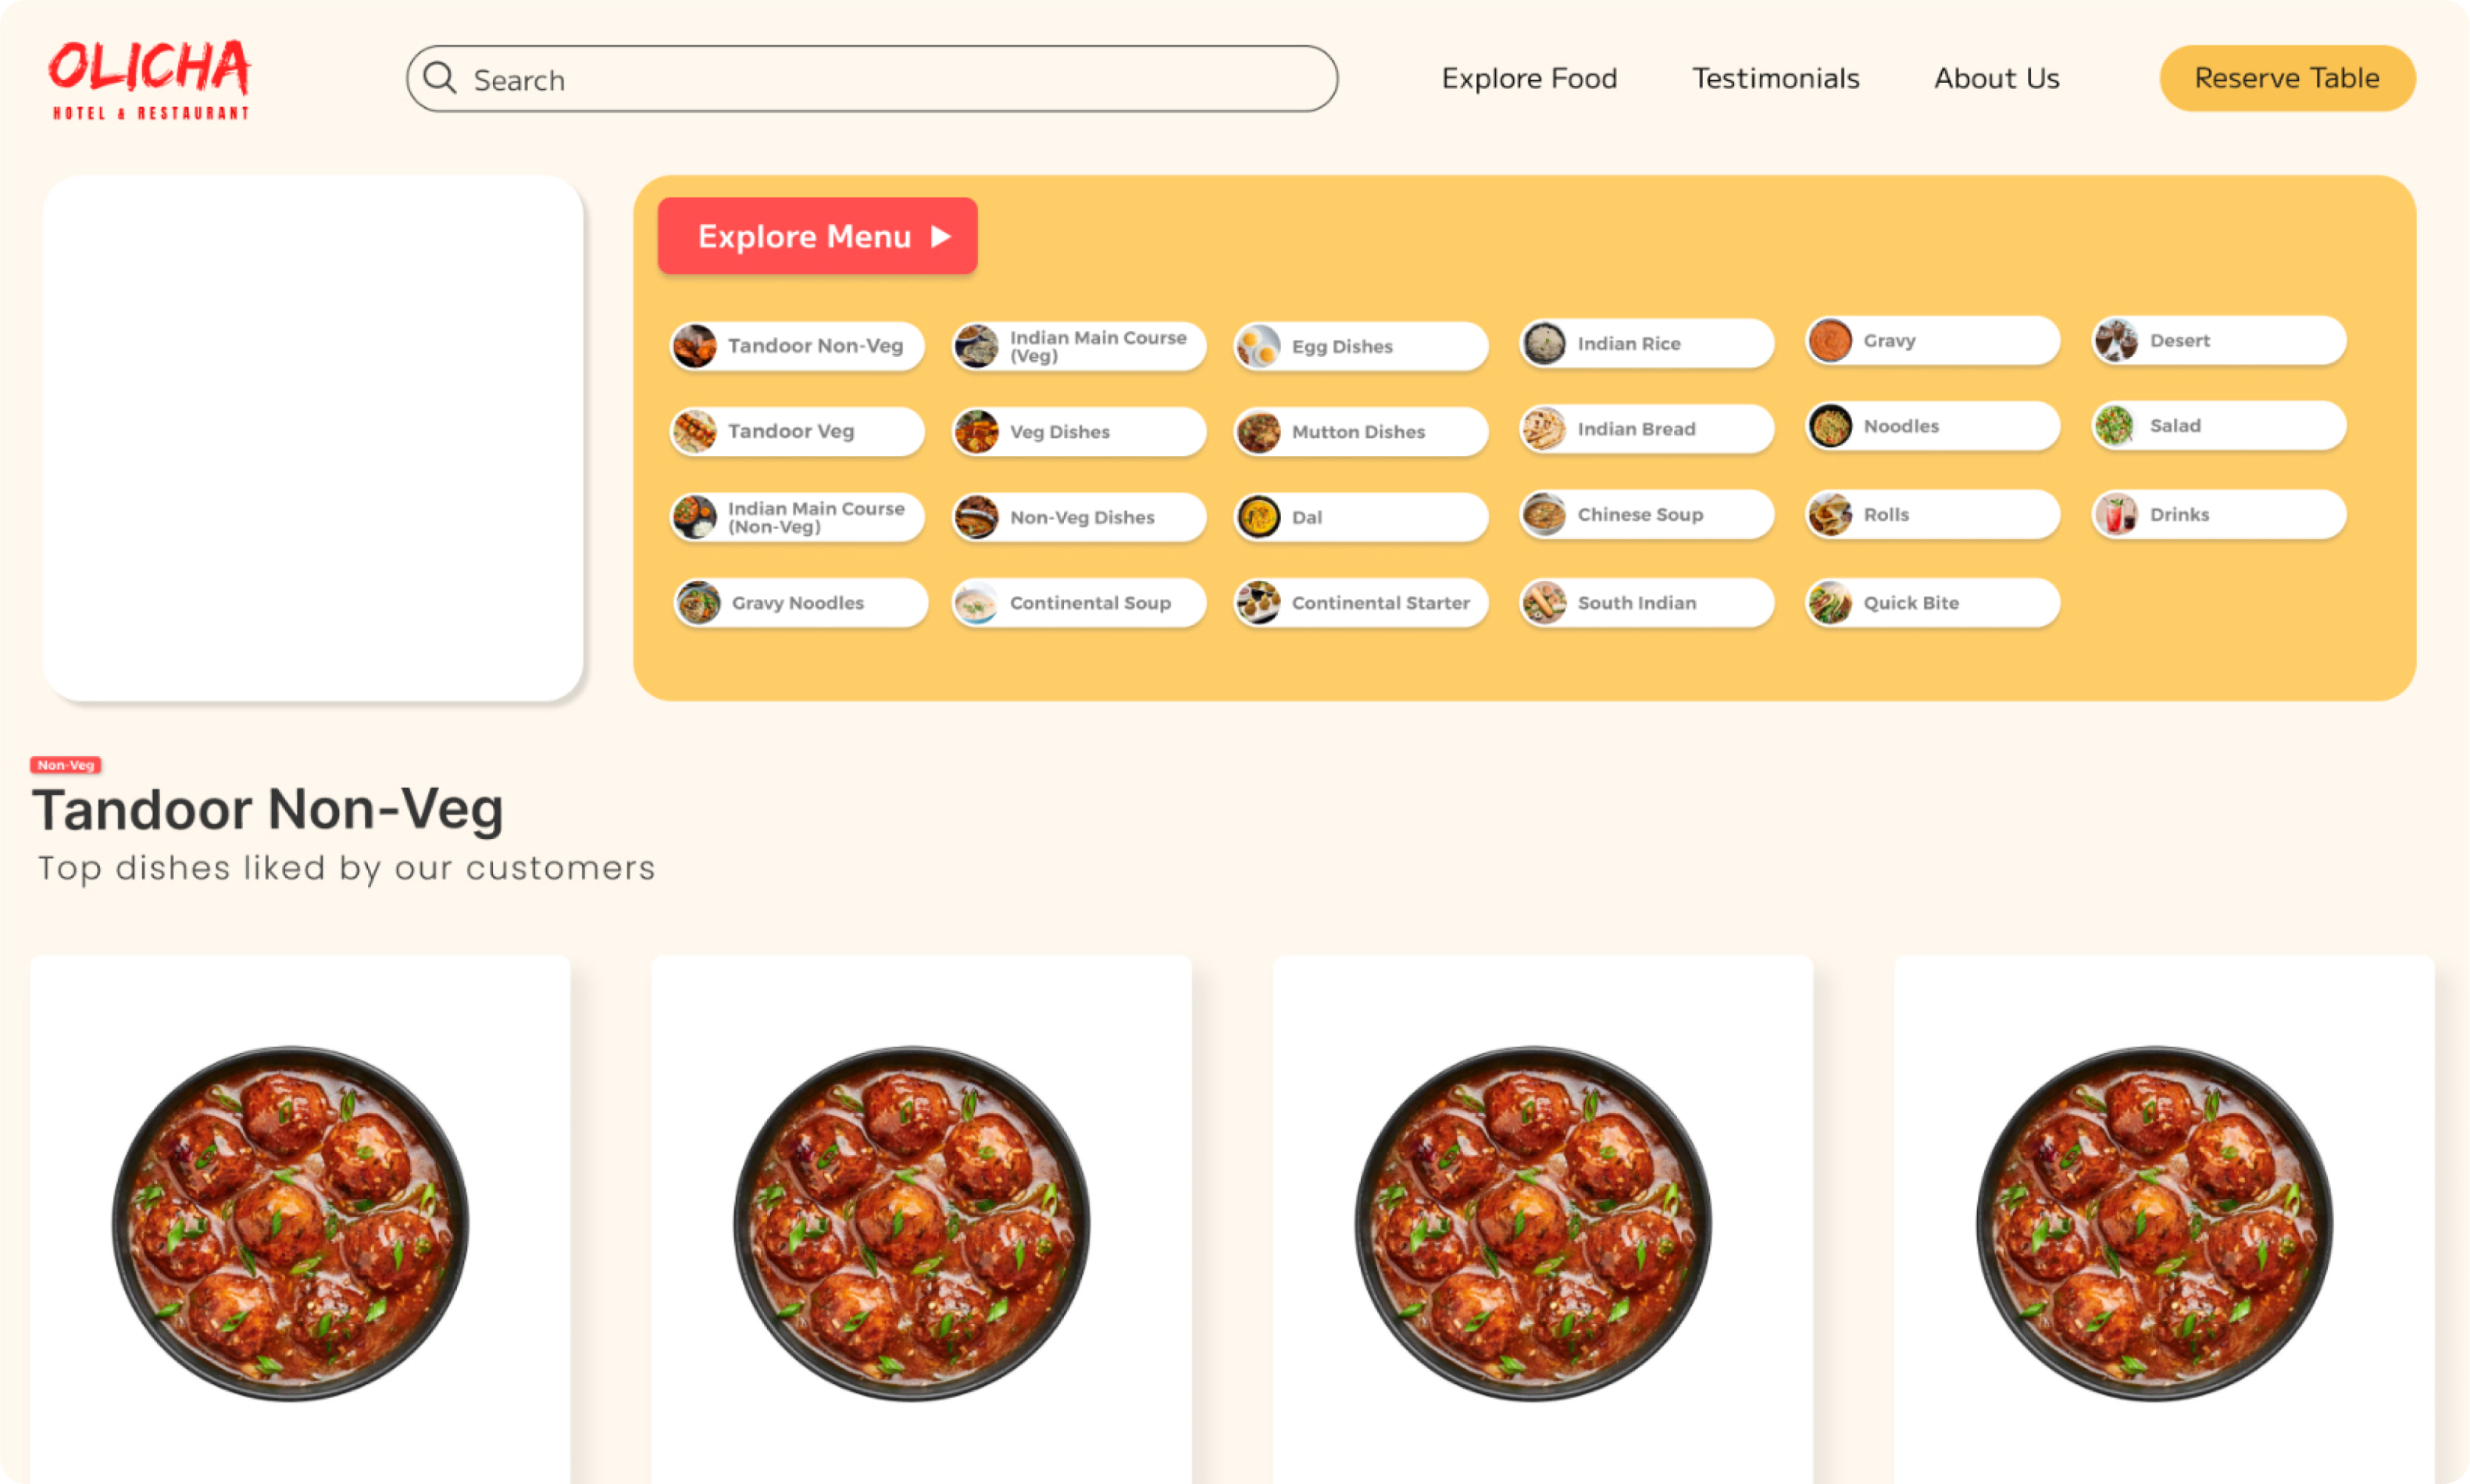 OLICHA
HOTEL & RESTAURANT
Search
Explore Food
Testimonials
About Us
Reserve Table
Explore Menu
Tandoor Non-Veg
Indian Main Course
(Veg)
Egg Dishes
Indian Rice
Gravy
Desert
Tandoor Veg
Veg Dishes
Mutton Dishes
Indian Bread
Noodles
Salad
Indian Main Course
(Non-Veg)
Non-Veg Dishes
Dal
Chinese Soup
Rolls
Drinks
Gravy Noodles
Continental Soup
Continental Starter
South Indian
Quick Bite
Non-Veg
Tandoor Non-Veg
Top dishes liked by our customers